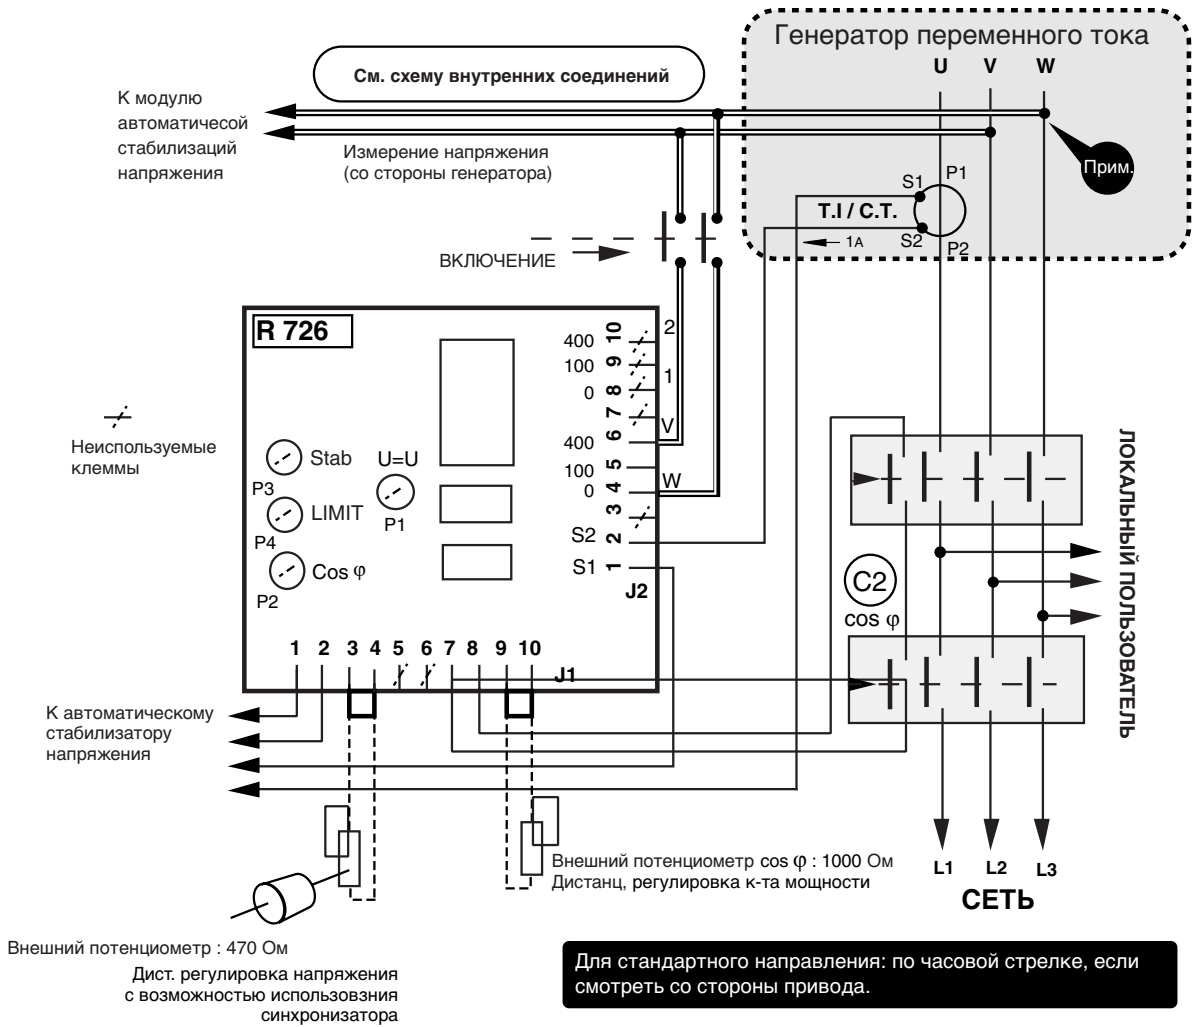 Генератор переменного тока
U V W
См. схему внутренних соединений
К модулю
автоматичесой
стабилизаций
напряжения
Измерение напряжения
(со стороны генератора)
Прим.
S1 P1
T.I / C.T.
S2 P2
1A
ВКЛЮЧЕНИЕ
R 726
400 10 2
100 9
0 8 1
7
400 6 V
100 5
0 4 W
3
S2 2
S1 1
J2
Неиспользуемые
клеммы
Stab
P3
U=U
P1
LIMIT
P4
Cos φ
P2
1 2 3 4 5 6 7 8 9 10
J1
C2
cos φ
ЛОКАЛЬНЫЙ ПОЛЬЗОВАТЕЛЬ
К автоматическому
стабилизатору
напряжения
L1 L2 L3
СЕТЬ
Внешний потенциометр cos φ : 1000 Ом
Дистанц, регулировка к-та мощности
Внешний потенциометр : 470 Ом
Дист. регулировка напряжения
с возможностью использовзния
синхронизатора
Для стандартного направления: по часовой стрелке, если
смотреть со стороны привода.